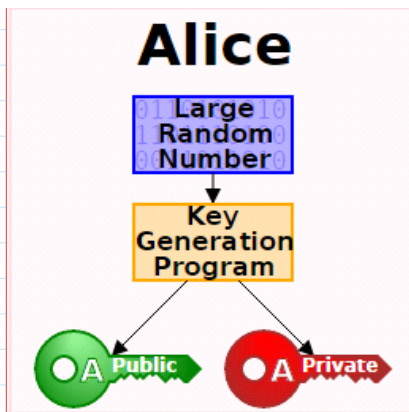 Alice
Large
Random
Number
Key
Generation
Program
A Public
A Private